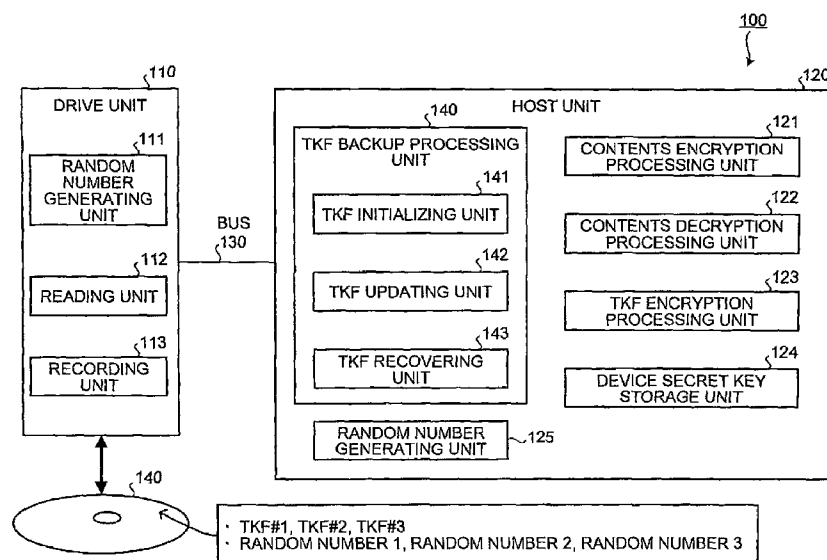 100
110
DRIVE UNIT
111
RANDOM
NUMBER
GENERATING
UNIT
112
READING UNIT
113
RECORDING
UNIT
BUS
130
120
HOST UNIT
140
TKF BACKUP PROCESSING
UNIT
141
TKF INITIALIZING UNIT
142
TKF UPDATING UNIT
143
TKF RECOVERING
UNIT
RANDOM NUMBER
GENERATING UNIT
125
121
CONTENTS ENCRYPTION
PROCESSING UNIT
122
CONTENTS DECRYPTION
PROCESSING UNIT
123
TKF ENCRYPTION
PROCESSING UNIT
124
DEVICE SECRET KEY
STORAGE UNIT
140
· TKF#1, TKF#2, TKF#3
· RANDOM NUMBER 1, RANDOM NUMBER 2, RANDOM NUMBER 3